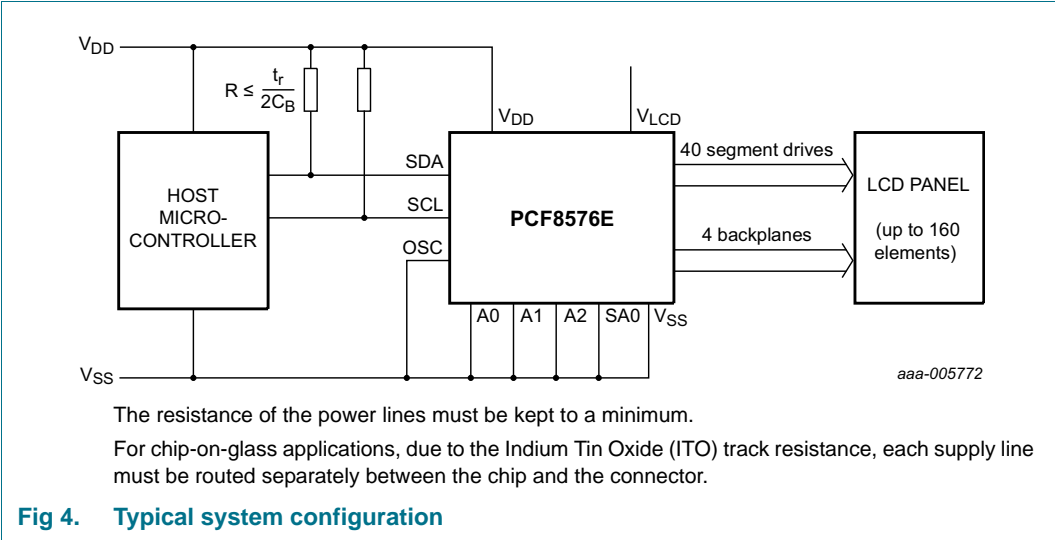 VDD
R ≤ tr
2CB
VDD
VLCD
SDA
SCL
OSC
HOST
MICRO-
CONTROLLER
PCF8576E
40 segment drives
4 backplanes
LCD PANEL
(up to 160
elements)
A0 A1 A2 SA0 VSS
VSS
aaa-005772
The resistance of the power lines must be kept to a minimum.
For chip-on-glass applications, due to the Indium Tin Oxide (ITO) track resistance, each supply line
must be routed separately between the chip and the connector.
Fig 4. Typical system configuration